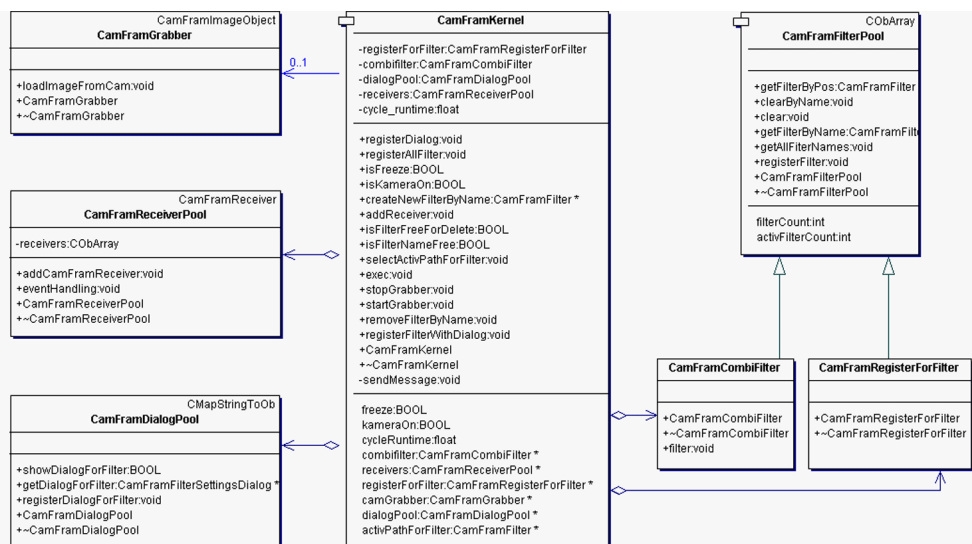 CamFramImageObject
CamFramGrabber
+loadImageFromCam:void
+CamFramGrabber
+~CamFramGrabber
0..1
CamFramReceiver
CamFramReceiverPool
-receivers:CObArray
+addCamFramReceiver:void
+eventHandling:void
+CamFramReceiverPool
+~CamFramReceiverPool
CMapStringToOb
CamFramDialogPool
+showDialogForFilter:BOOL
+getDialogForFilter:CamFramFilterSettingsDialog *
+registerDialogForFilter:void
+CamFramDialogPool
+~CamFramDialogPool
CamFramKernel
-registerForFilter:CamFramRegisterForFilter
-combifilter:CamFramCombiFilter
-dialogPool:CamFramDialogPool
-receivers:CamFramReceiverPool
-cycle_runtime:float
+registerDialog:void
+registerAllFilter:void
+isFreeze:BOOL
+isKameraOn:BOOL
+createNewFilterByName:CamFramFilter *
+addReceiver:void
+isFilterFreeForDelete:BOOL
+isFilterNameFree:BOOL
+selectActivPathForFilter:void
+exec:void
+stopGrabber:void
+startGrabber:void
+removeFilterByName:void
+registerFilterWithDialog:void
+CamFramKernel
+~CamFramKernel
-sendMessage:void
freeze:BOOL
kameraOn:BOOL
cycleRuntime:float
combifilter:CamFramCombiFilter *
receivers:CamFramReceiverPool *
registerForFilter:CamFramRegisterForFilter *
camGrabber:CamFramGrabber *
dialogPool:CamFramDialogPool *
activPathForFilter:CamFramFilter *
CObArray
CamFramFilterPool
+getFilterByPos:CamFramFilter
+clearByName:void
+clear:void
+getFilterByName:CamFramFilte
+getAllFilterNames:void
+registerFilter:void
+CamFramFilterPool
+~CamFramFilterPool
filterCount:int
activFilterCount:int
CamFramCombiFilter
+CamFramCombiFilter
+~CamFramCombiFilter
+filter:void
CamFramRegisterForFilter
+CamFramRegisterForFilter
+~CamFramRegisterForFilter